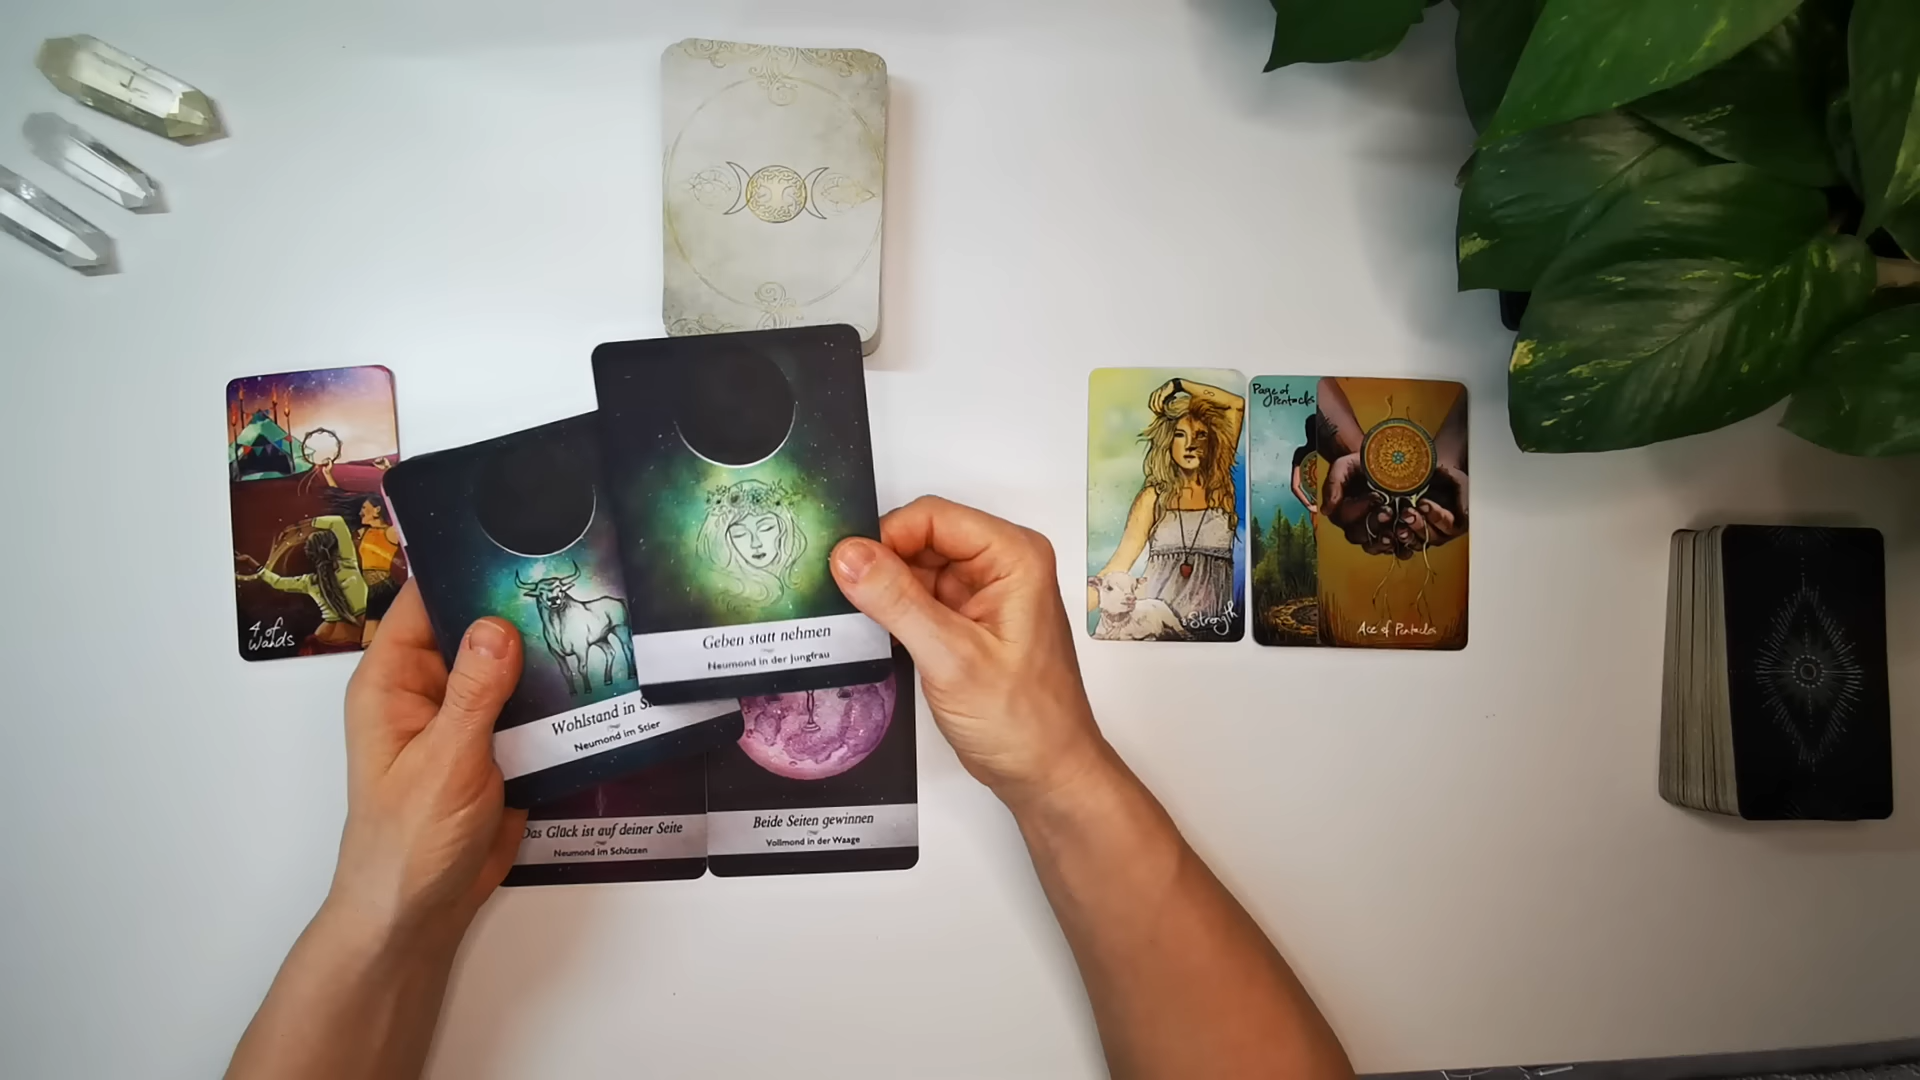 4 of
Wands
Wohlstand in
Neumond im Stier
Geben statt nehmen
Neumond in der Jungfrau
Das Glück ist auf deiner Seite
Neumond im Schützen
Beide Seiten gewinnen
Vollmond in der Waage
Strength
Page of
Pentacles
Ace of Pentacles